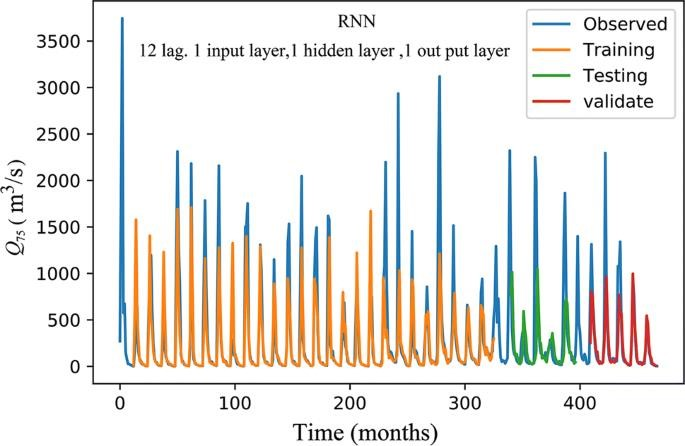 RNN
12 lag. 1 input layer,1 hidden layer ,1 out put layer
Observed
Training
Testing
validate
3500
3000
2500
2000
1500
1000
500
0
Q75 ( m³/s)
0 100 200 300 400
Time (months)